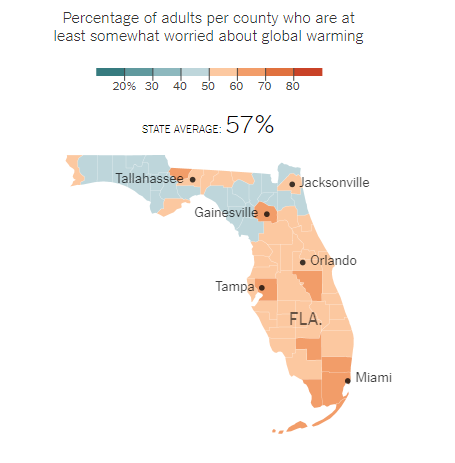 Percentage of adults per county who are at
least somewhat worried about global warming
20% 30 40 50 60 70 80
STATE AVERAGE: 57%
Tallahassee
Jacksonville
Gainesville
Orlando
Tampa
FLA.
Miami